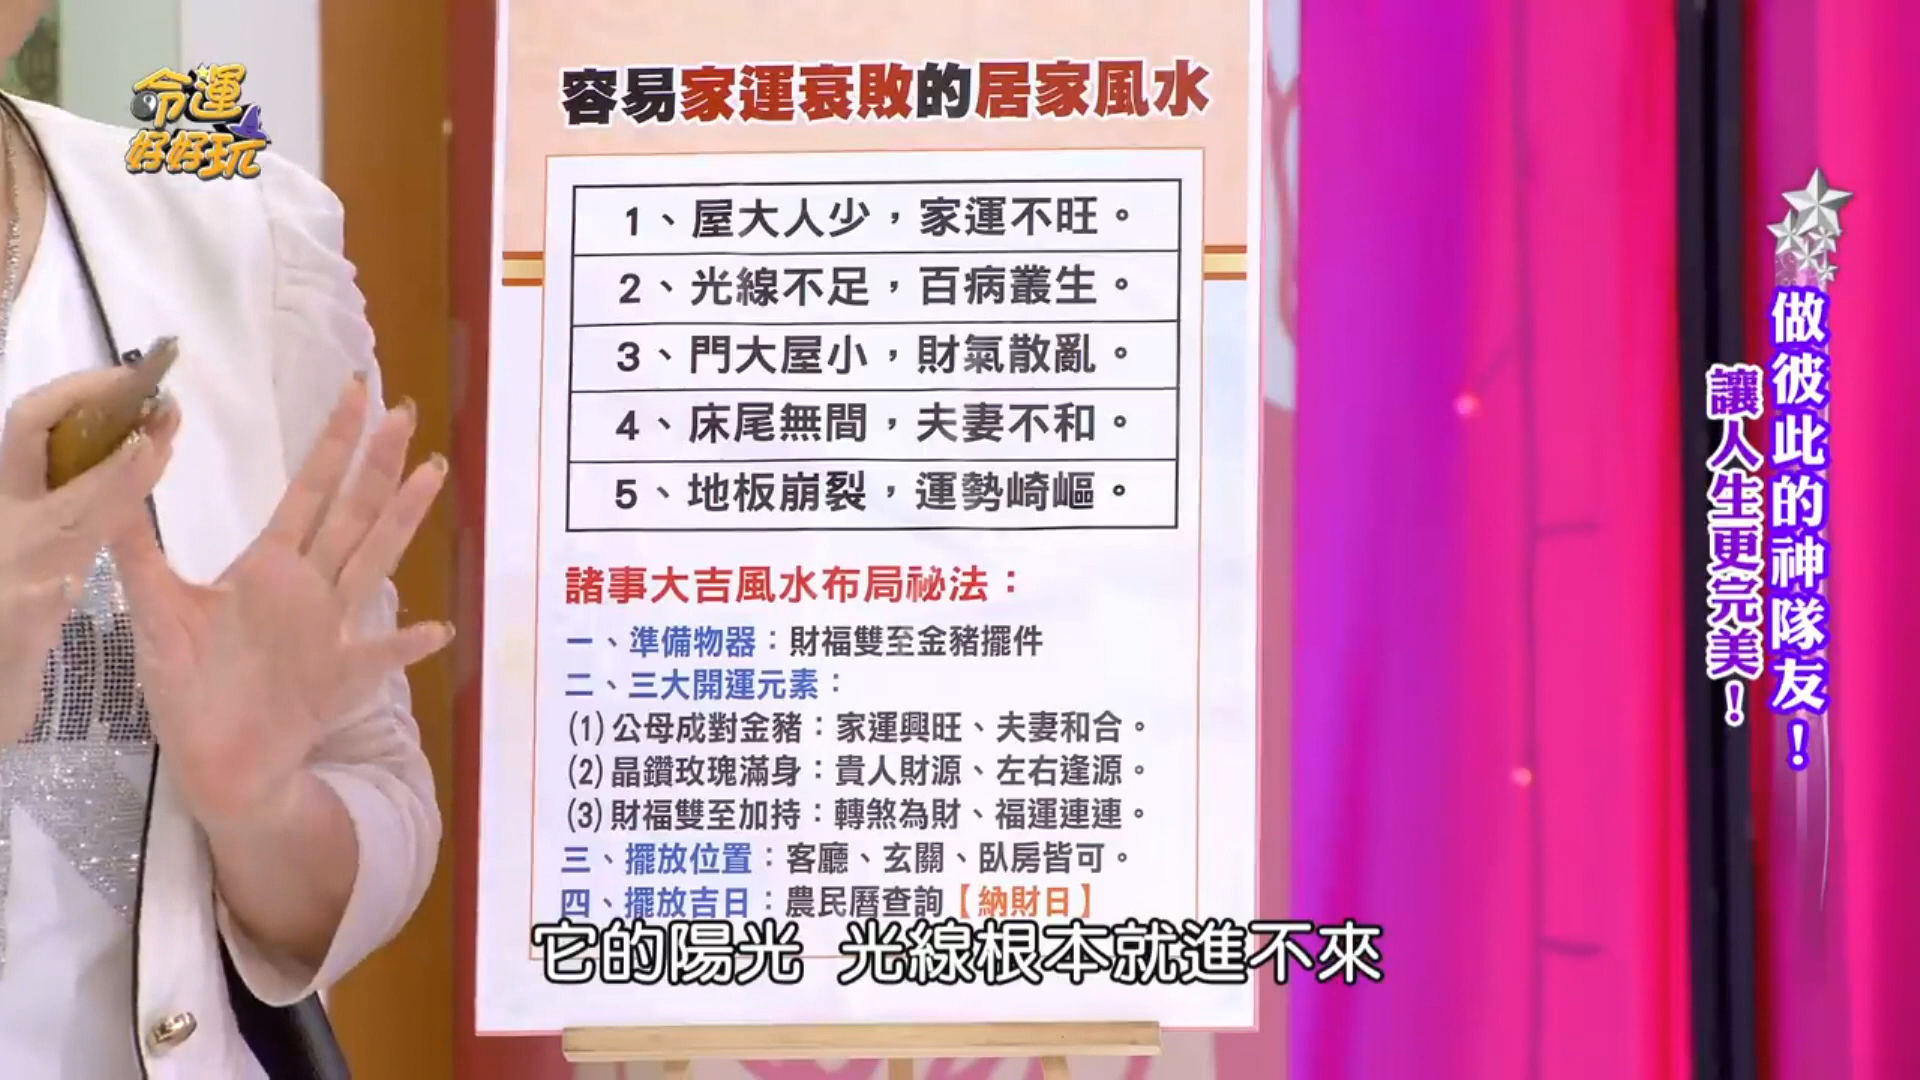 命運
好好玩
容易家運衰敗的居家風水
1、屋大人少，家運不旺。
2、光線不足，百病叢生。
3、門大屋小，財氣散亂。
4、床尾無間，夫妻不和。
5、地板崩裂，運勢崎嶇。
諸事大吉風水布局祕法：
一、準備物器：財福雙至金豬擺件
二、三大開運元素：
(1)公母成對金豬：家運興旺、夫妻和合。
(2)晶鑽玫瑰滿身：貴人財源、左右逢源。
(3)財福雙至加持：轉煞為財、福運連連。
三、擺放位置：客廳、玄關、臥房皆可。
四、擺放吉日：農民曆查詢【納財日】
它的陽光 光線根本就進不來
做彼此的神隊友！
讓人生更完美！